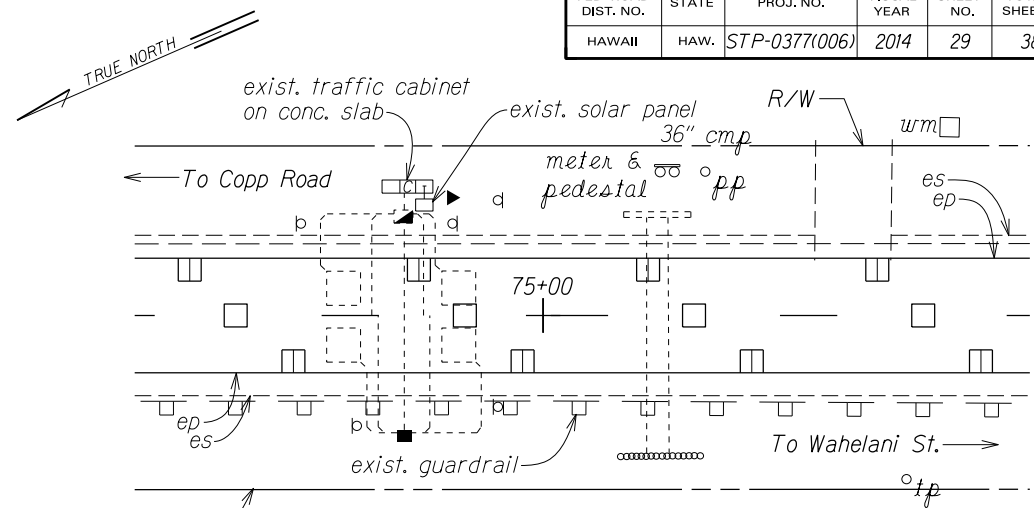 DIST. NO. STATE PROJ. NO. YEAR NO.
HAWAII HAW. STP-0377(006) 2014 29 38
TRUE NORTH
exist. traffic cabinet
on conc. slab
exist. solar panel
R/W
wm
36" cmp
meter &
pedestal
pp
To Copp Road
es
ep
C
75+00
ep
es
exist. guardrail
To Wahelani St.
tp